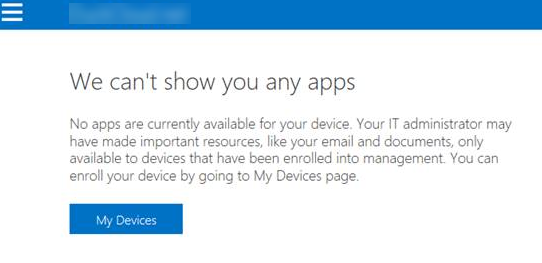 We can't show you any apps
No apps are currently available for your device. Your IT administrator may
have made important resources, like your email and documents, only
available to devices that have been enrolled into management. You can
enroll your device by going to My Devices page.
My Devices